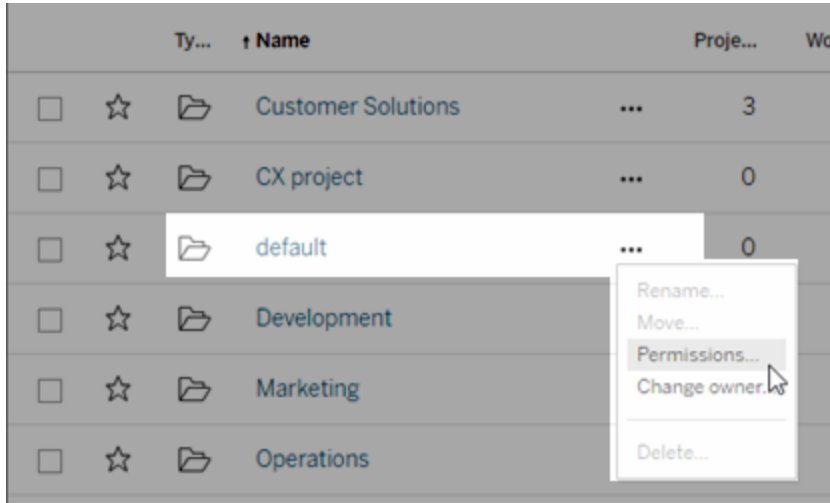 Ty... ↑ Name Proje... Wo
Customer Solutions ... 3
CX project ... 0
default ... 0
Rename...
Move...
Development
Permissions...
Marketing
Change owner...
Operations
Delete...